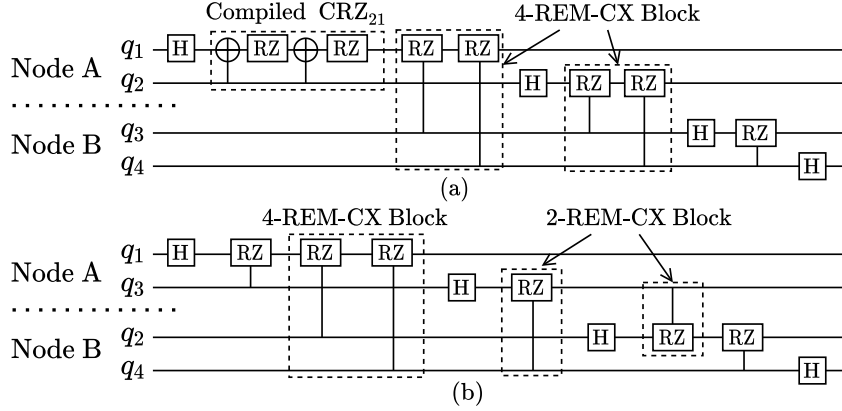 Compiled CRZ₂₁
4-REM-CX Block
q₁ H RZ RZ RZ RZ
Node A
q₂ H RZ RZ
q₃ H RZ
Node B
q₄ H
(a)
4-REM-CX Block
2-REM-CX Block
q₁ H RZ RZ RZ
Node A
q₃ H RZ
q₂ H RZ RZ
Node B
q₄ H
(b)